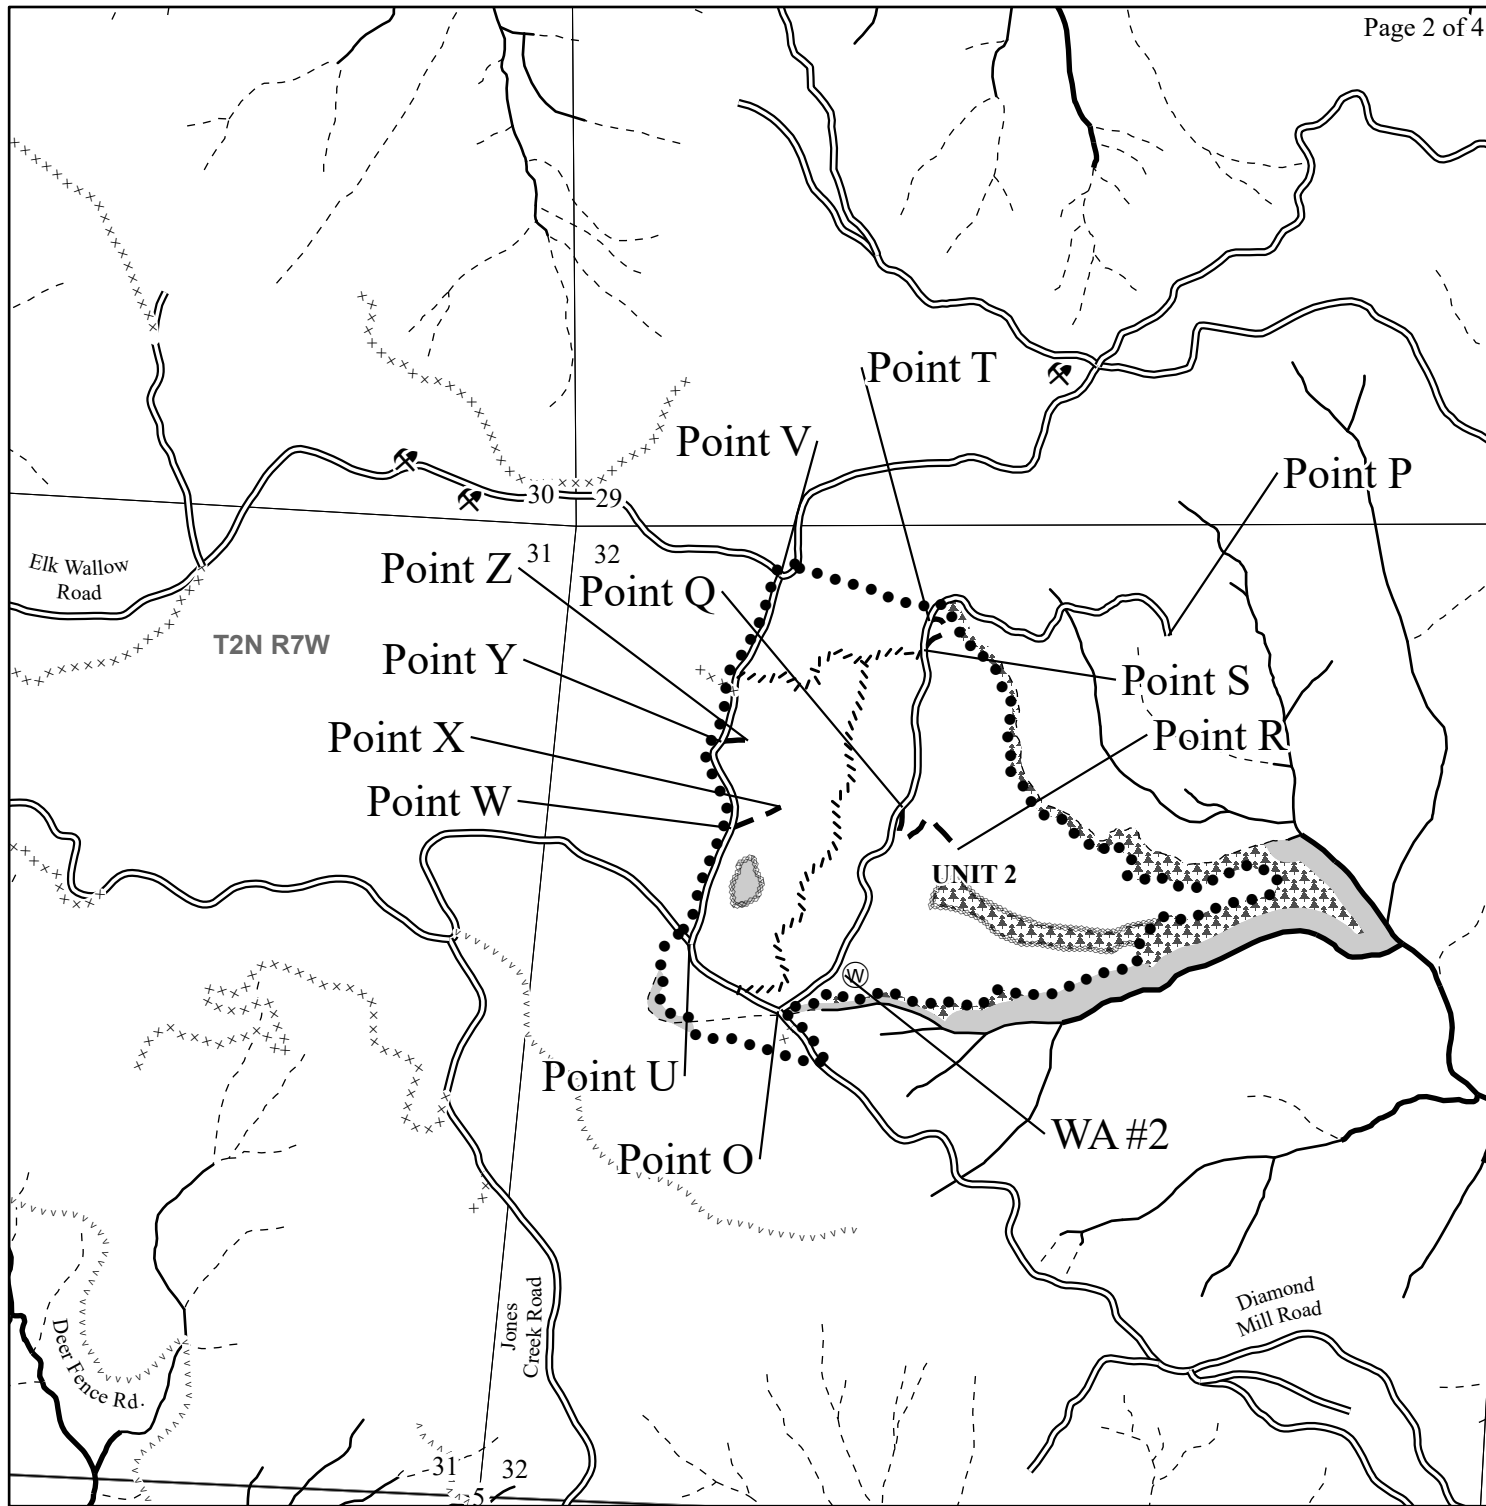 Page 2 of 4
Point T
Point V
Point P
30
29
31
32
Elk Wallow
Road
Point Z
Point Q
T2N R7W
Point Y
Point S
Point X
Point R
Point W
UNIT 2
W
Point U
WA #2
Point O
Diamond
Mill Road
Jones
Creek Road
Deer Fence Rd.
31
32
5